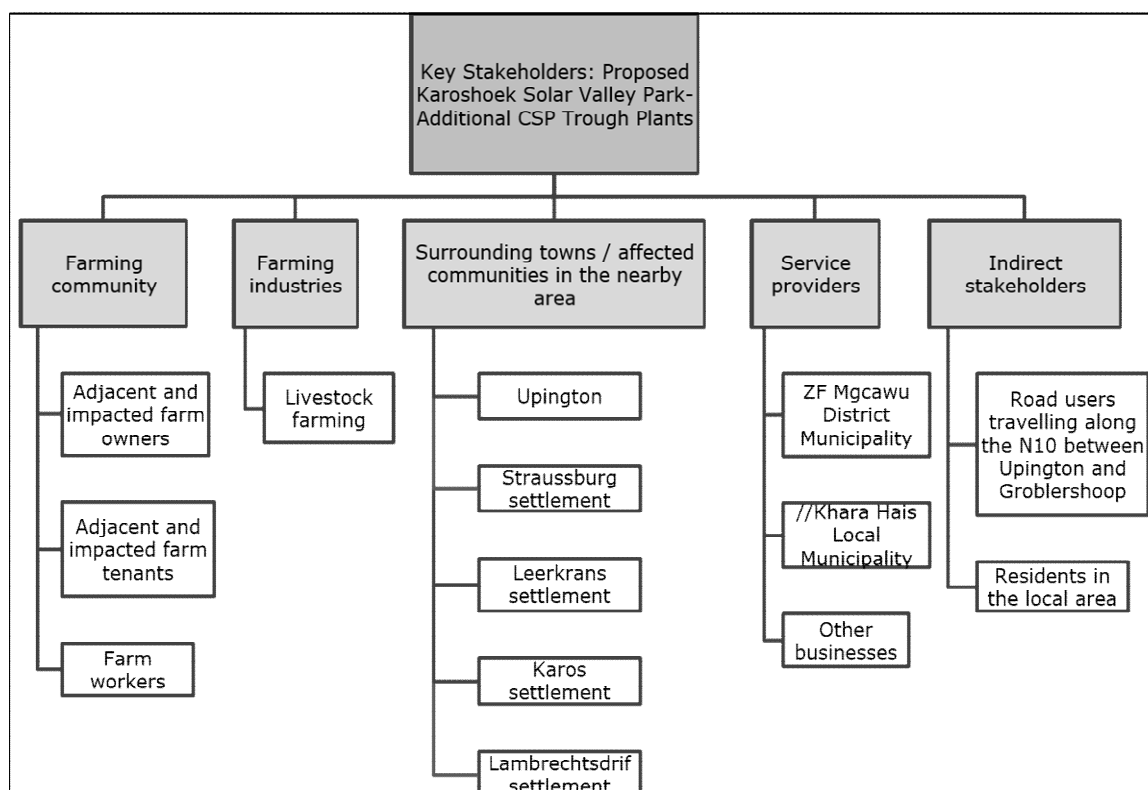 Key Stakeholders: Proposed
Karoshoek Solar Valley Park-
Additional CSP Trough Plants
Farming
community
Adjacent and
impacted farm
owners
Adjacent and
impacted farm
tenants
Farm
workers
Farming
industries
Livestock
farming
Surrounding towns / affected
communities in the nearby
area
Upington
Straussburg
settlement
Leerkrans
settlement
Karos
settlement
Lambrechtsdrif
settlement
Service
providers
ZF Mgcawu
District
Municipality
//Khara Hais
Local
Municipality
Other
businesses
Indirect
stakeholders
Road users
travelling along
the N10 between
Upington and
Groblershoop
Residents in
the local area